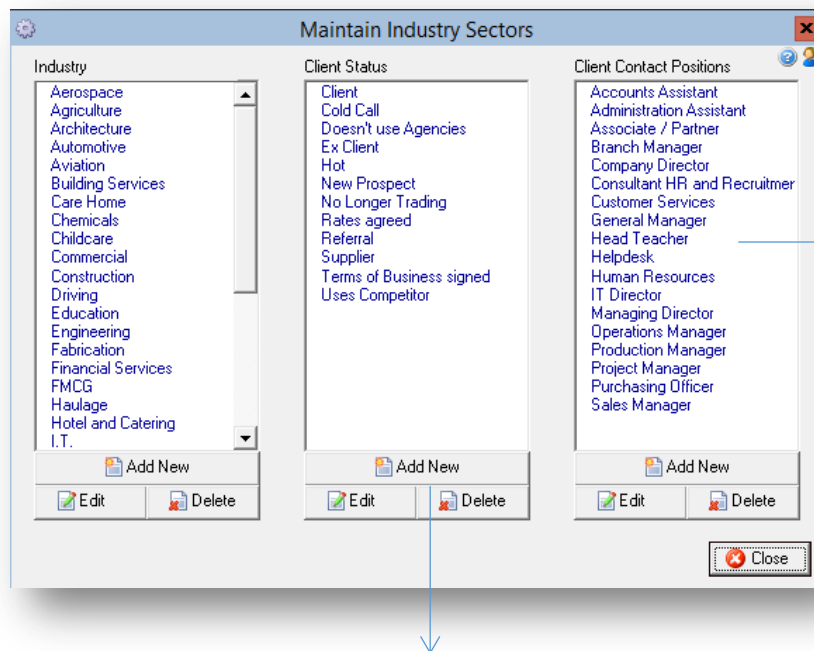 Maintain Industry Sectors
Industry
Aerospace
Agriculture
Architecture
Automotive
Aviation
Building Services
Care Home
Chemicals
Childcare
Commercial
Construction
Driving
Education
Engineering
Fabrication
Financial Services
FMCG
Haulage
Hotel and Catering
I.T.
Add New
Edit Delete
Client Status
Client
Cold Call
Doesn't use Agencies
Ex Client
Hot
New Prospect
No Longer Trading
Rates agreed
Referral
Supplier
Terms of Business signed
Uses Competitor
Add New
Edit Delete
Client Contact Positions
Accounts Assistant
Administration Assistant
Associate / Partner
Branch Manager
Company Director
Consultant HR and Recruitmer
Customer Services
General Manager
Head Teacher
Helpdesk
Human Resources
IT Director
Managing Director
Operations Manager
Production Manager
Project Manager
Purchasing Officer
Sales Manager
Add New
Edit Delete
Close